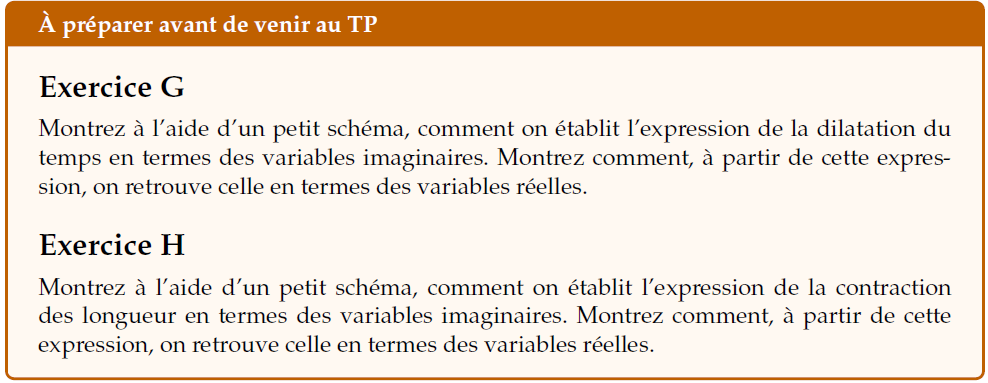 À préparer avant de venir au TP
Exercice G
Montrez à l'aide d'un petit schéma, comment on établit l'expression de la dilatation du
temps en termes des variables imaginaires. Montrez comment, à partir de cette expres-
sion, on retrouve celle en termes des variables réelles.
Exercice H
Montrez à l'aide d'un petit schéma, comment on établit l'expression de la contraction
des longueur en termes des variables imaginaires. Montrez comment, à partir de cette
expression, on retrouve celle en termes des variables réelles.